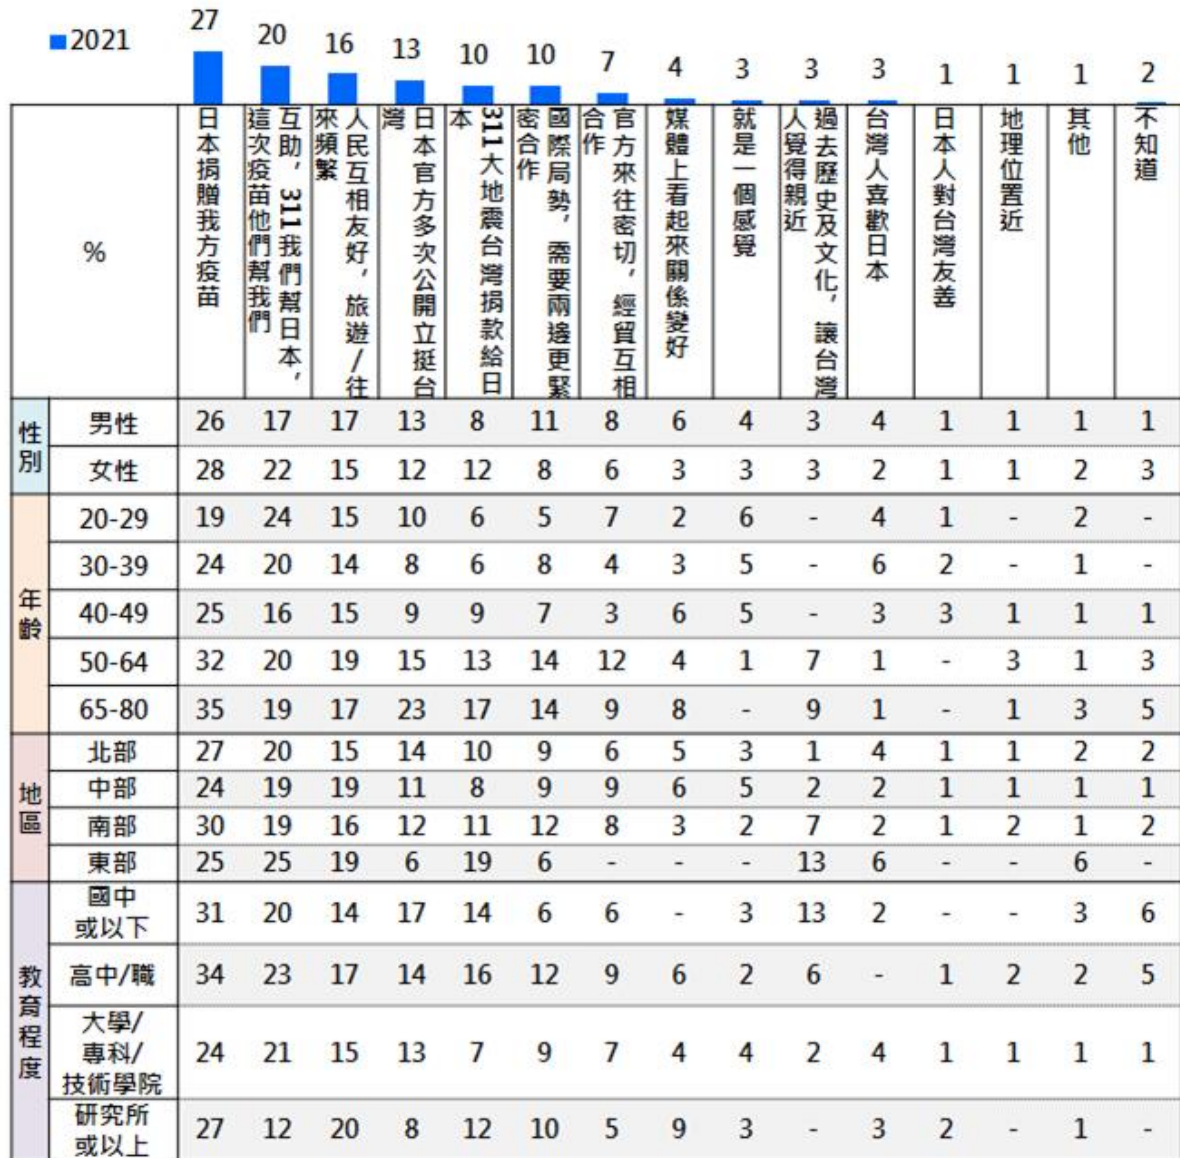 2021
27 20 16 13 10 10 7 4 3 3 3 1 1 1 2
%
日本捐贈我方疫苗
互助，311我們幫日本，
這次疫苗他們幫我們
人民互相友好，旅遊/往
來頻繁
日本官方多次公開立挺台
灣
311大地震台灣捐款給日
本
國際局勢，需要兩邊更緊
密合作
官方來往密切，經貿互相
合作
媒體上看起來關係變好
就是一個感覺
過去歷史及文化，讓台灣
人覺得親近
台灣人喜歡日本
日本人對台灣友善
地理位置近
其他
不知道
性別
男性 26 17 17 13 8 11 8 6 4 3 4 1 1 1 1
女性 28 22 15 12 12 8 6 3 3 3 2 1 1 2 3
年齡
20-29 19 24 15 10 6 5 7 2 6 - 4 1 - 2 -
30-39 24 20 14 8 6 8 4 3 5 - 6 2 - 1 -
40-49 25 16 15 9 9 7 3 6 5 - 3 3 1 1 1
50-64 32 20 19 15 13 14 12 4 1 7 1 - 3 1 3
65-80 35 19 17 23 17 14 9 8 - 9 1 - 1 3 5
地區
北部 27 20 15 14 10 9 6 5 3 1 4 1 1 2 2
中部 24 19 19 11 8 9 9 6 5 2 2 1 1 1 1
南部 30 19 16 12 11 12 8 3 2 7 2 1 2 1 2
東部 25 25 19 6 19 6 - - - 13 6 - - 6 -
教育程度
國中
或以下 31 20 14 17 14 6 6 - 3 13 2 - - 3 6
高中/職 34 23 17 14 16 12 9 6 2 6 - 1 2 2 5
大學/
專科/ 24 21 15 13 7 9 7 4 4 2 4 1 1 1 1
技術學院
研究所
或以上 27 12 20 8 12 10 5 9 3 - 3 2 - 1 -